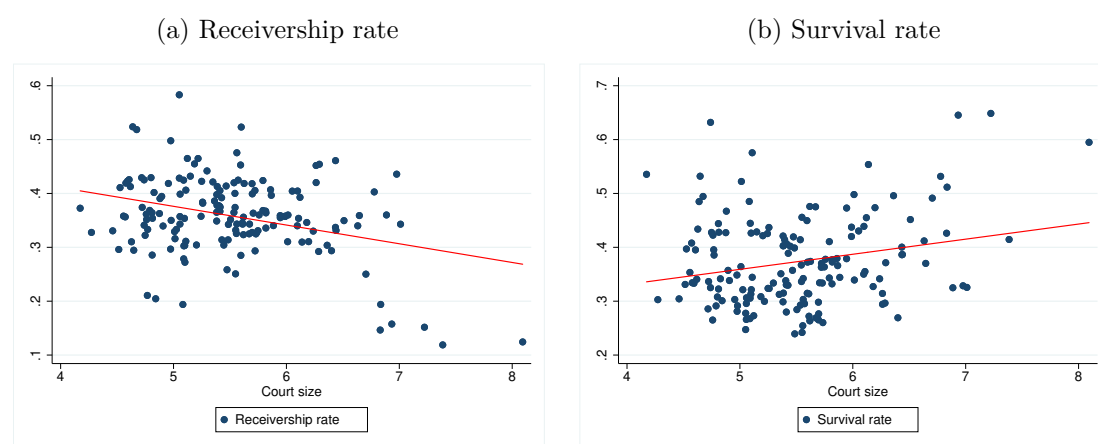 (a) Receivership rate
.6
.5
.4
.3
.2
.1
4 5 6 7 8
Court size
Receivership rate
(b) Survival rate
.7
.6
.5
.4
.3
.2
4 5 6 7 8
Court size
Survival rate